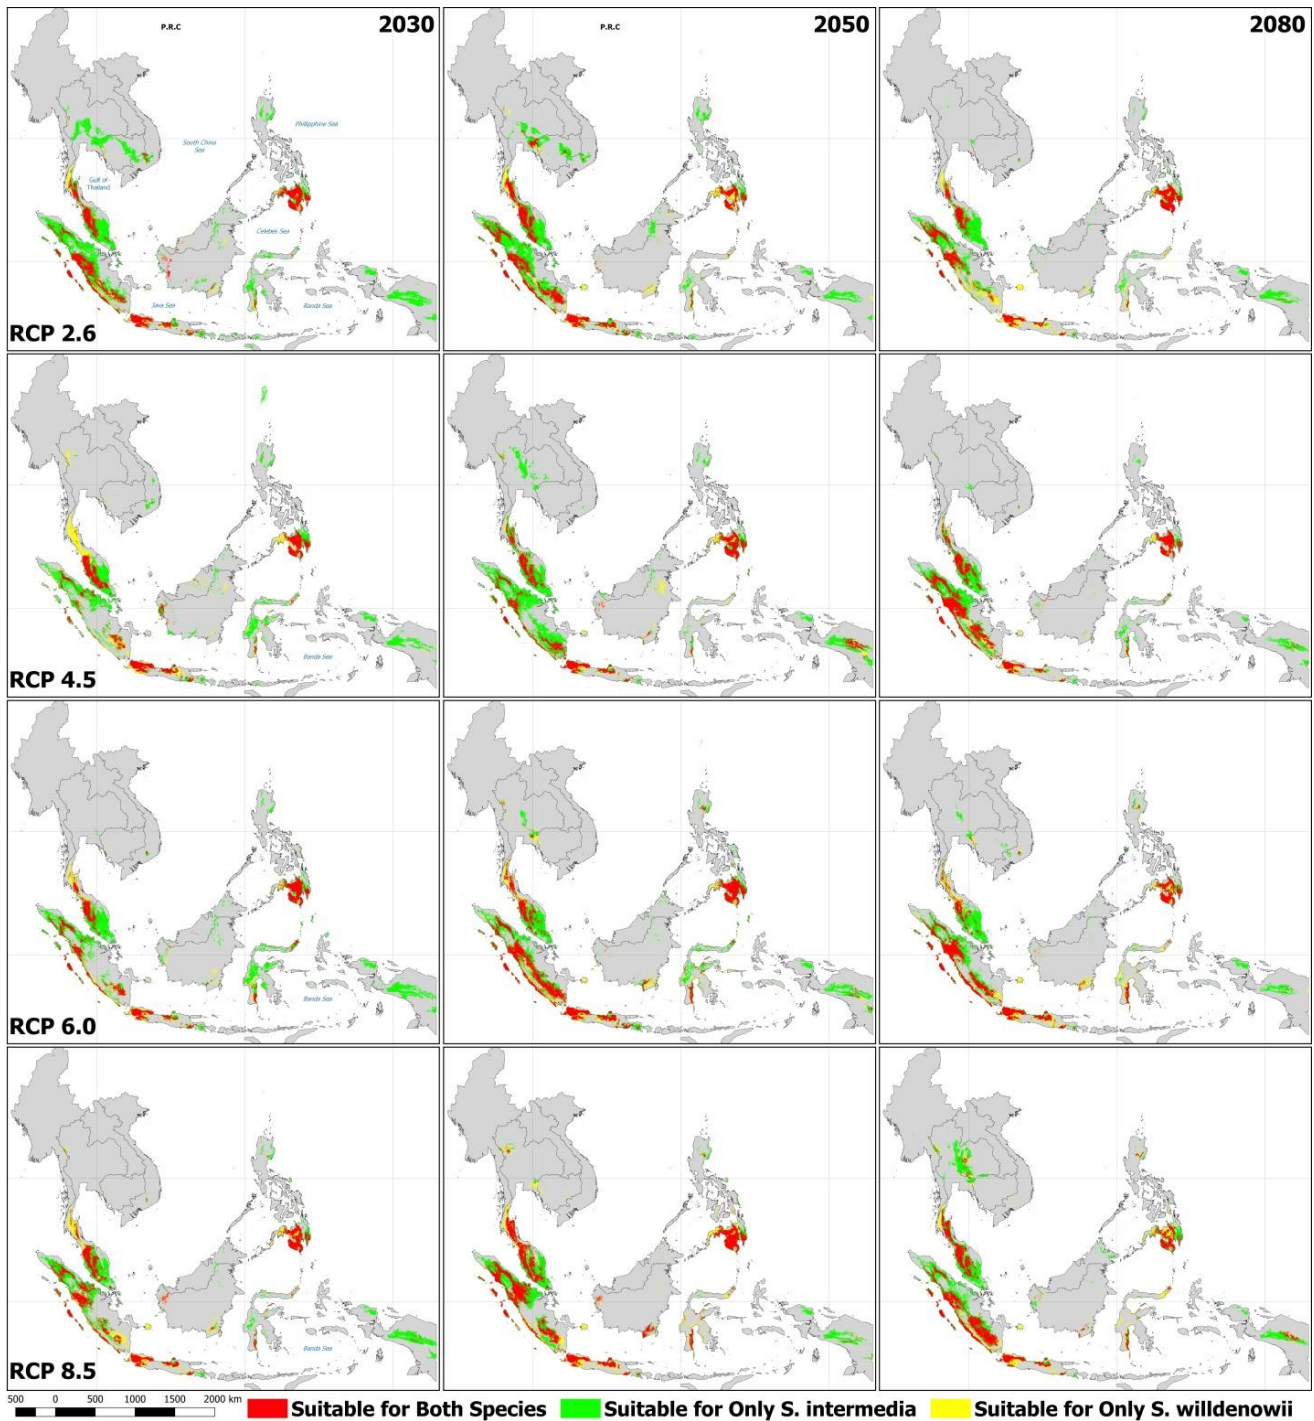 P.R.C
2030
P.R.C
2050
2080
Phillipphine Sea
South China
Sea
Gulf of
Thailand
Celebes Sea
Java Sea
Banda Sea
RCP 2.6
RCP 4.5
Banda Sea
RCP 6.0
Banda Sea
RCP 8.5
Banda Sea
500 0 500 1000 1500 2000 km
Suitable for Both Species
Suitable for Only S. intermedia
Suitable for Only S. willdenowii